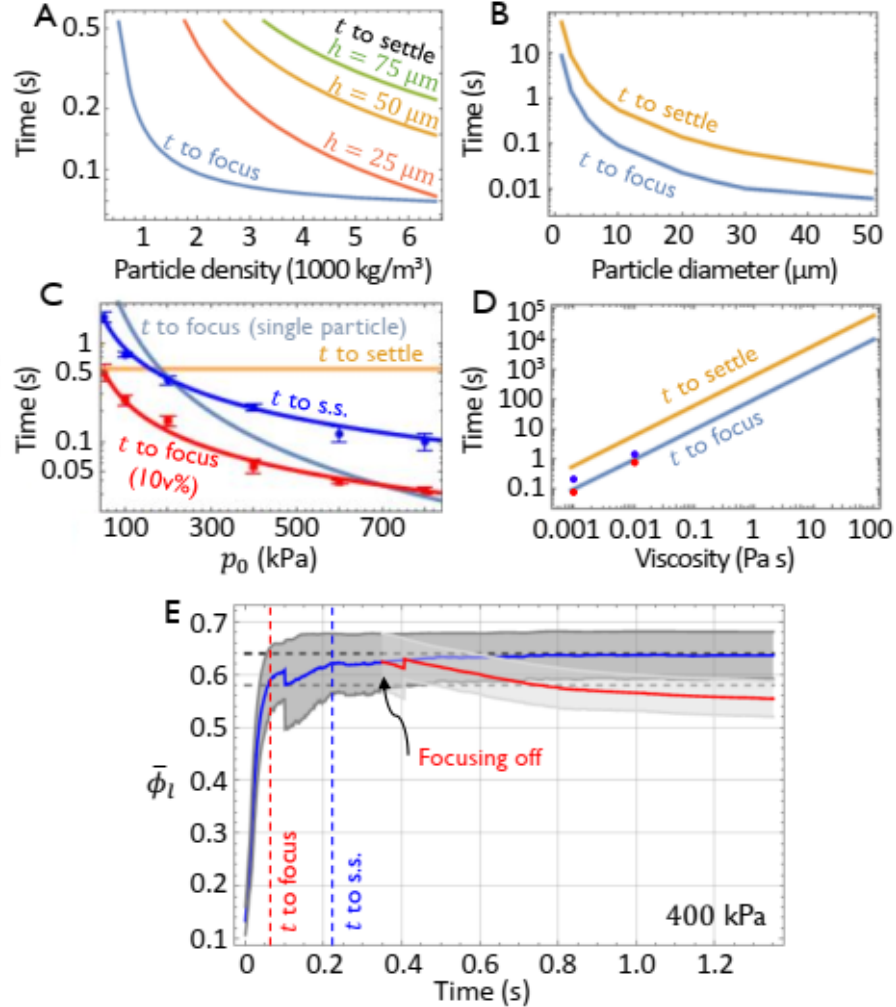 A
0.5
0.2
0.1
Time (s)
t to settle
h = 75 μm
h = 50 μm
h = 25 μm
t to focus
1 2 3 4 5 6
Particle density (1000 kg/m³)
B
10
1
0.1
0.01
Time (s)
t to settle
t to focus
0 10 20 30 40 50
Particle diameter (μm)
C
1
0.5
0.1
0.05
Time (s)
t to focus (single particle)
t to settle
t to s.s.
t to focus
(10v%)
100 300 500 700
p₀ (kPa)
D
10⁵
10⁴
10³
100
10
1
0.1
Time (s)
t to settle
t to focus
0.001 0.01 0.1 1 10 100
Viscosity (Pa s)
E
0.7
0.6
0.5
0.4
0.3
0.2
0.1
ϕ̄ₗ
Focusing off
t to focus
t to s.s.
400 kPa
0 0.2 0.4 0.6 0.8 1.0 1.2
Time (s)